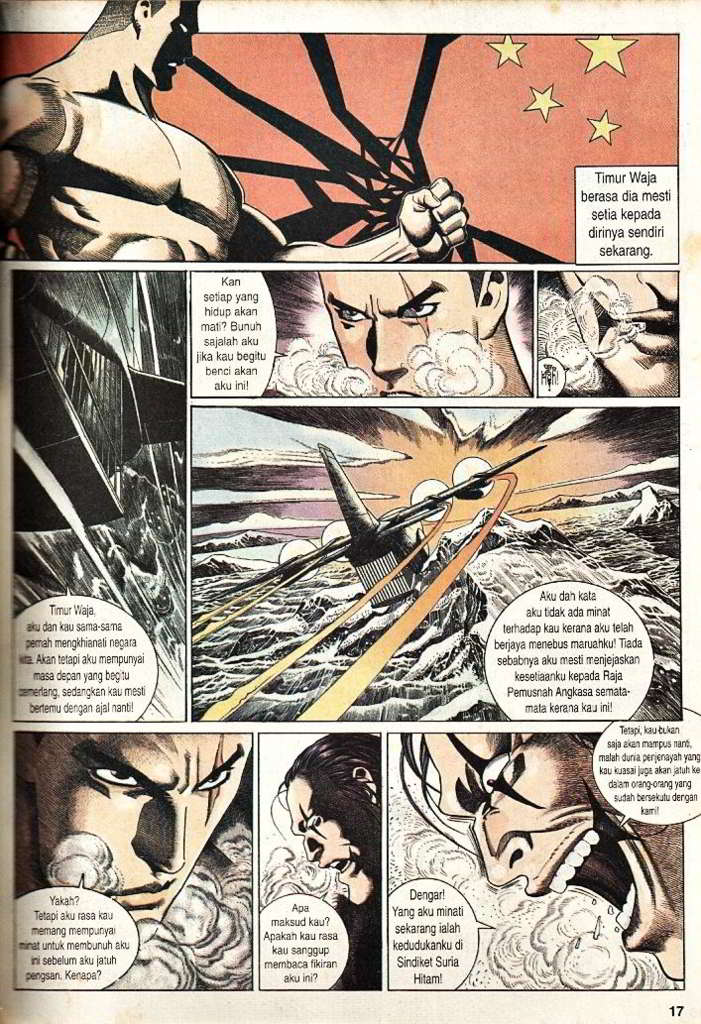 Timur Waja
berasa dia mesti
setia kepada
dirinya sendiri
sekarang.
Kan
setiap yang
hidup akan
mati? Bunuh
sajalah aku
jika kau begitu
benci akan
aku ini!
Heh!
Timur Waja,
aku dan kau sama-sama
pernah mengkhianati negara
kita. Akan tetapi aku mempunyai
masa depan yang begitu
cemerlang, sedangkan kau mesti
bertemu dengan ajal nanti!
Aku dah kata
aku tidak ada minat
terhadap kau kerana aku telah
berjaya menebus maruahku! Tiada
sebabnya aku mesti menjejaskan
kesetiaanku kepada Raja
Pemusnah Angkasa semata-
mata kerana kau ini!
Yakah?
Tetapi aku rasa kau
memang mempunyai
minat untuk membunuh aku
ini sebelum aku jatuh
pengsan. Kenapa?
Apa
maksud kau?
Apakah kau rasa
kau sanggup
membaca fikiran
aku ini?
Tetapi, kau bukan
saja akan mampus nanti,
malah dunia penjenayah yang
kau kuasai juga akan jatuh ke
dalam orang-orang yang
sudah bersekutu dengan
kami!
Dengar!
Yang aku minati
sekarang ialah
kedudukanku di
Sindiket Suria
Hitam!
17